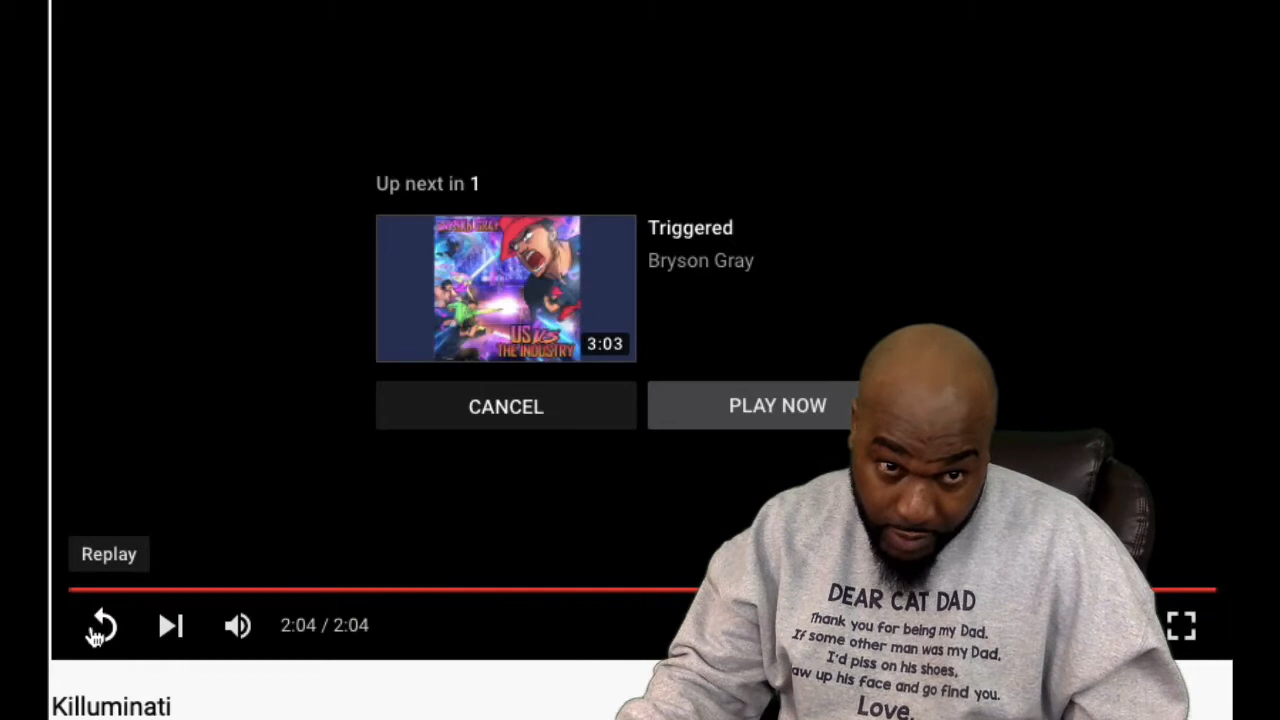 Up next in 1
Triggered
Bryson Gray
US VS
THE INDUSTRY
3:03
CANCEL
PLAY NOW
Replay
2:04 / 2:04
Killuminati
DEAR CAT DAD
Thank you for being my Dad.
If some other man was my Dad,
I'd piss on his shoes,
up his face and go find you.
Love,